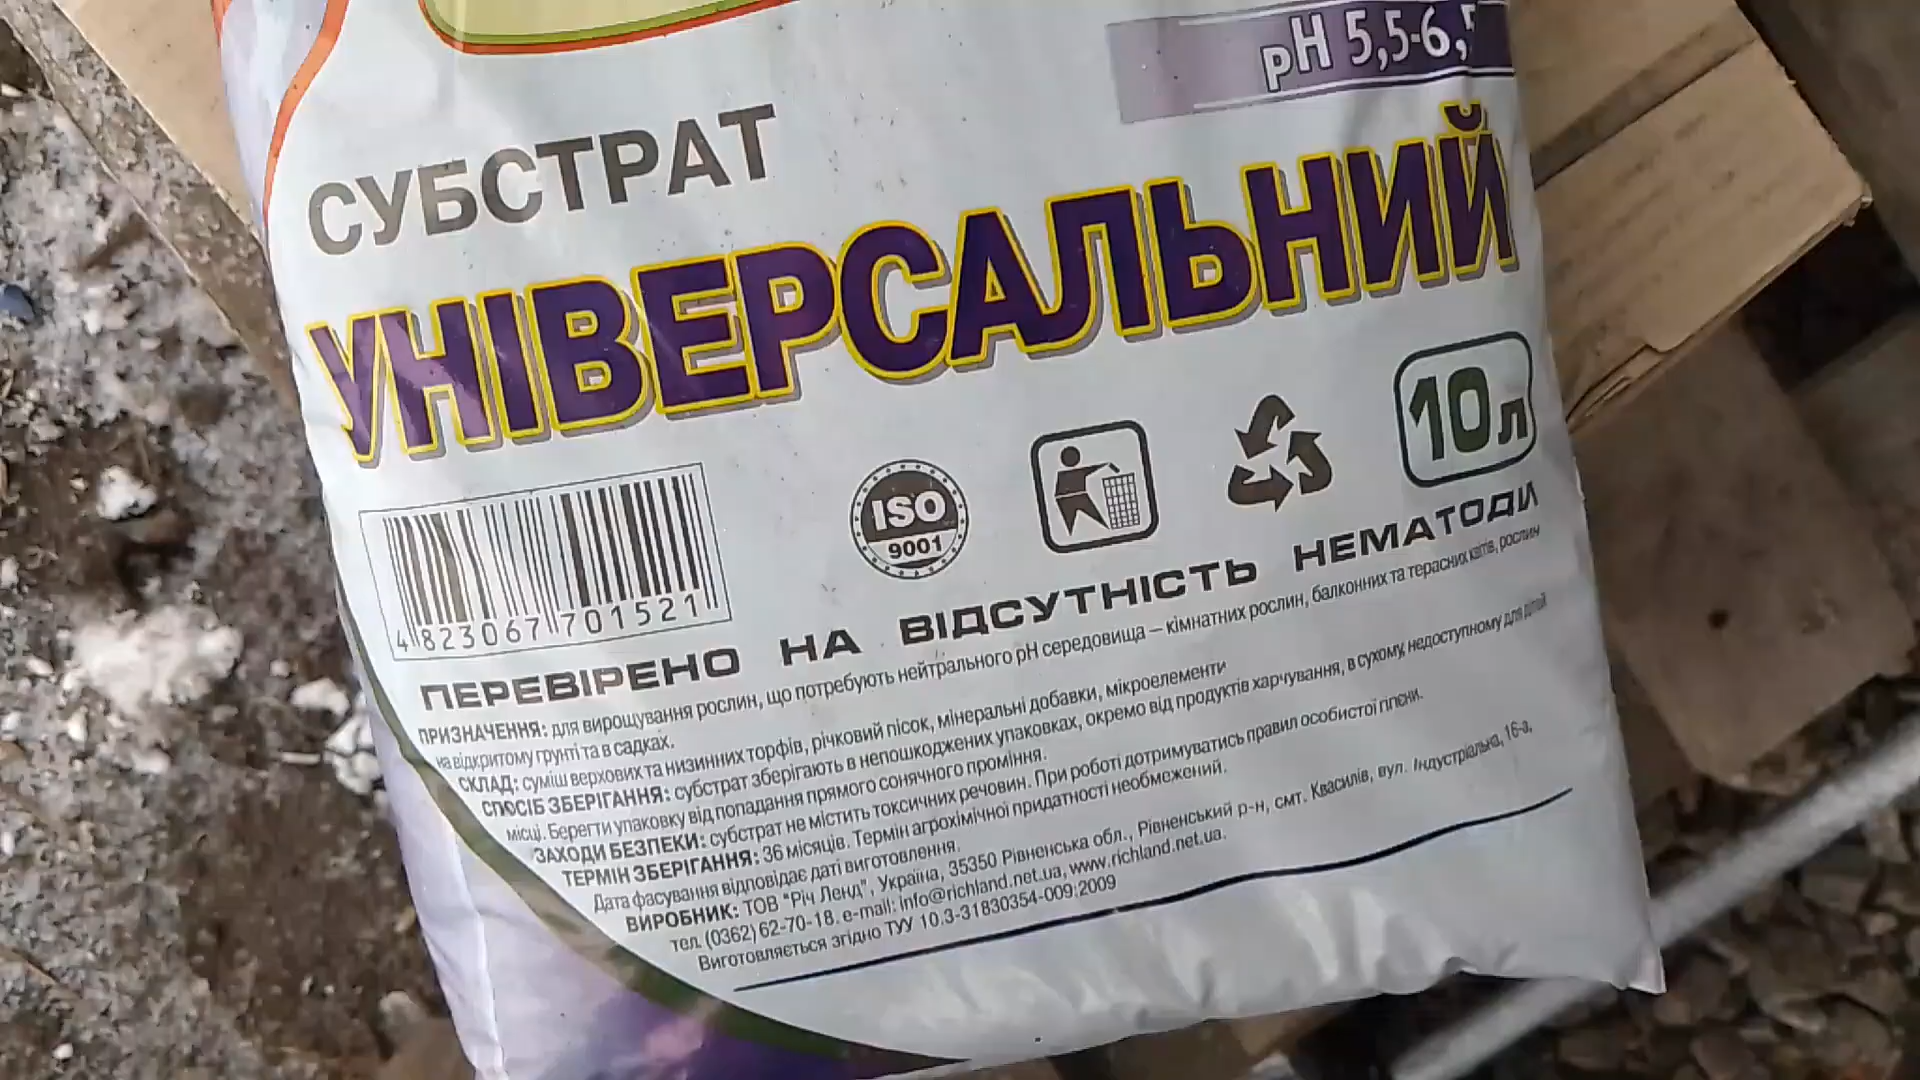 pH 5,5-6,5
СУБСТРАТ
УНІВЕРСАЛЬНИЙ
10 л
ISO
9001
4 823067 701521
ПЕРЕВІРЕНО НА ВІДСУТНІСТЬ НЕМАТОДИ
ПРИЗНАЧЕННЯ: для вирощування рослин, що потребують нейтрального pH середовища – кімнатних рослин, балконних та терасних квітів, рослин
на відкритому ґрунті та в садках.
СКЛАД: суміш верхових та низинних торфів, річковий пісок, мінеральні добавки, мікроелементи
СПОСІБ ЗБЕРІГАННЯ: субстрат зберігають в непошкоджених упаковках, окремо від продуктів харчування, в сухому, недоступному для дітей
місці. Берегти упаковку від попадання прямого сонячного проміння.
ЗАХОДИ БЕЗПЕКИ: субстрат не містить токсичних речовин. При роботі дотримуватись правил особистої гігієни.
ТЕРМІН ЗБЕРІГАННЯ: 36 місяців. Термін агрохімічної придатності необмежений.
Дата фасування відповідає даті виготовлення.
ВИРОБНИК: ТОВ "Річ Ленд", Україна, 35350 Рівненська обл., Рівненський р-н, смт. Квасилів, вул. Індустріальна, 16-а,
тел. (0362) 62-70-18. e-mail: info@richland.net.ua, www.richland.net.ua.
Виготовляється згідно ТУУ 10.3-31830354-009:2009